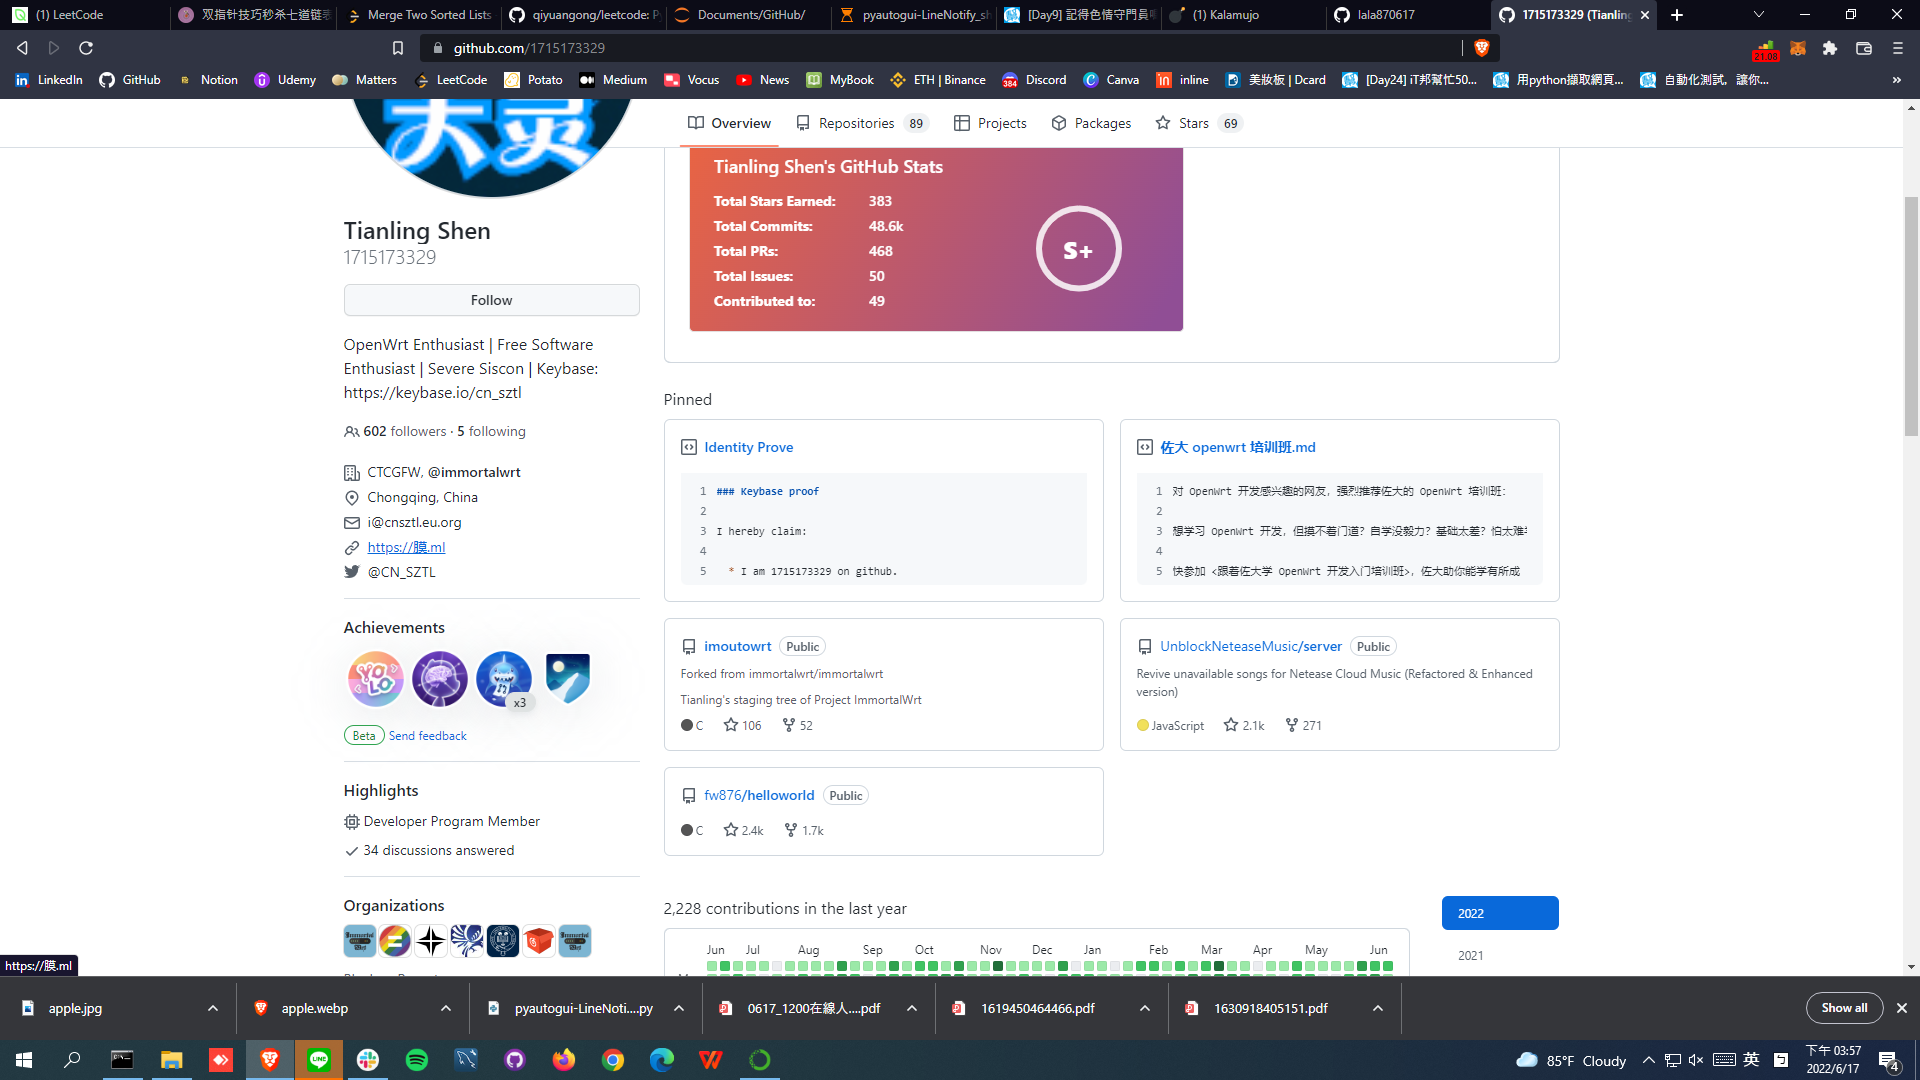 (1) LeetCode
双指针技巧秒杀七道链表
Merge Two Sorted Lists
qiyuangong/leetcode: P
Documents/GitHub/
pyautogui-LineNotify_sh
[Day9] 記得色情守門員
(1) Kalamujo
lala870617
1715173329 (Tianling
github.com/1715173329
21.08
LinkedIn
GitHub
Notion
Udemy
Matters
LeetCode
Potato
Medium
Vocus
News
MyBook
ETH | Binance
384
Discord
Canva
inline
美妝板 | Dcard
[Day24] iT邦幫忙50...
用python擷取網頁...
自動化測試，讓你...
»
天灵
Overview
Repositories 89
Projects
Packages
Stars 69
Tianling Shen's GitHub Stats
Total Stars Earned: 383
Total Commits: 48.6k
Total PRs: 468
Total Issues: 50
Contributed to: 49
S+
Tianling Shen
1715173329
Follow
OpenWrt Enthusiast | Free Software
Enthusiast | Severe Siscon | Keybase:
https://keybase.io/cn_sztl
602 followers · 5 following
CTCGFW, @immortalwrt
Chongqing, China
i@cnsztl.eu.org
https://膜.ml
@CN_SZTL
Achievements
YOLO
x3
Beta Send feedback
Highlights
Developer Program Member
34 discussions answered
Organizations
Pinned
Identity Prove
1 ### Keybase proof
2
3 I hereby claim:
4
5 * I am 1715173329 on github.
佐大 openwrt 培训班.md
1 对 OpenWrt 开发感兴趣的网友，强烈推荐佐大的 OpenWrt 培训班：
2
3 想学习 OpenWrt 开发，但摸不着门道？自学没毅力？基础太差？怕太难学
4
5 快参加 <跟着佐大学 OpenWrt 开发入门培训班>，佐大助你能学有所成
imoutowrt Public
Forked from immortalwrt/immortalwrt
Tianling's staging tree of Project ImmortalWrt
C 106 52
UnblockNeteaseMusic/server Public
Revive unavailable songs for Netease Cloud Music (Refactored & Enhanced
version)
JavaScript 2.1k 271
fw876/helloworld Public
C 2.4k 1.7k
2,228 contributions in the last year
2022
2021
Jun Jul Aug Sep Oct Nov Dec Jan Feb Mar Apr May Jun
https://膜.ml
apple.jpg
apple.webp
pyautogui-LineNoti....py
0617_1200在線人....pdf
1619450464466.pdf
1630918405151.pdf
Show all
LINE
85°F Cloudy
英
下午 03:57
2022/6/17
4